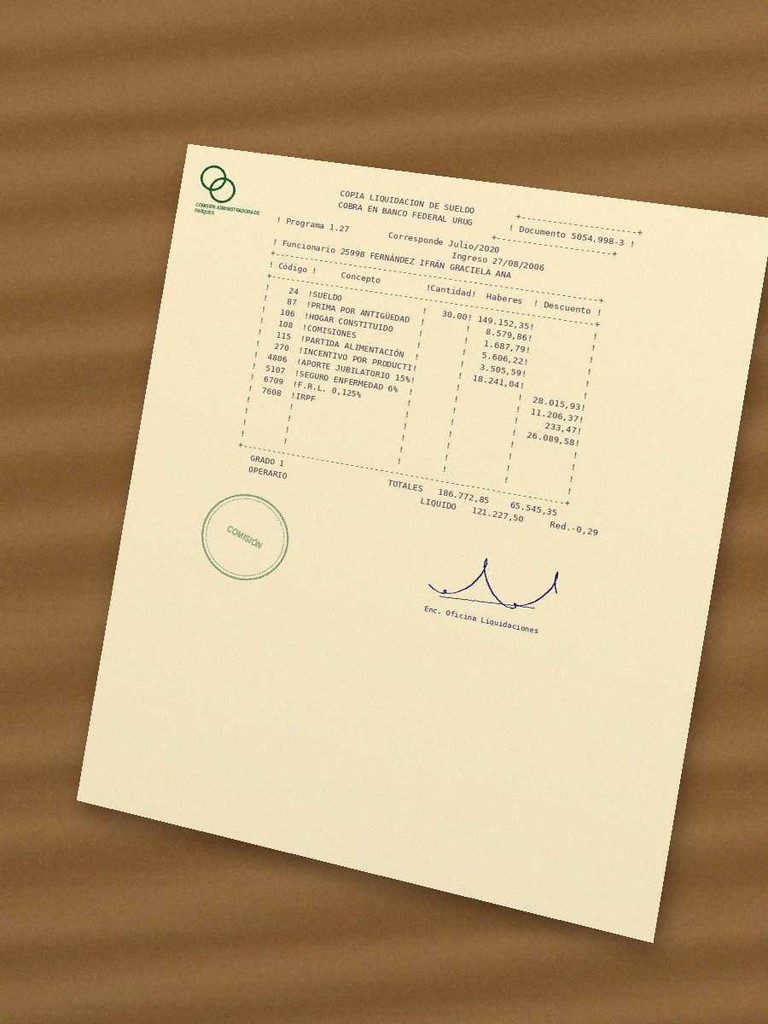 COMISIÓN ADMINISTRADORA DE
PARQUES
COPIA LIQUIDACION DE SUELDO
COBRA EN BANCO FEDERAL URUG
+----------------------+
! Documento 5054.998-3 !
+----------------------+
! Programa 1.27 Corresponde Julio/2020
Ingreso 27/08/2006
! Funcionario 25998 FERNÁNDEZ IFRÁN GRACIELA ANA
! Código ! Concepto !Cantidad! Haberes ! Descuento !
! 24 !SUELDO ! 30.00! 149.152,35! !
! 87 !PRIMA POR ANTIGÜEDAD ! ! 8.579,86! !
! 106 !HOGAR CONSTITUIDO ! ! 1.687,79! !
! 108 !COMISIONES ! ! 5.606,22! !
! 115 !PARTIDA ALIMENTACIÓN ! ! 3.505,59! !
! 270 !INCENTIVO POR PRODUCTI! ! 18.241,04! !
! 4806 !APORTE JUBILATORIO 15%! ! ! 28.015,93!
! 5107 !SEGURO ENFERMEDAD 6% ! ! ! 11.206,37!
! 6709 !F.R.L. 0,125% ! ! ! 233,47!
! 7608 !IRPF ! ! ! 26.089,58!
GRADO 1 TOTALES 186.772,85 65.545,35
OPERARIO LIQUIDO 121.227,50 Red.-0,29
COMISIÓN
Enc. Oficina Liquidaciones